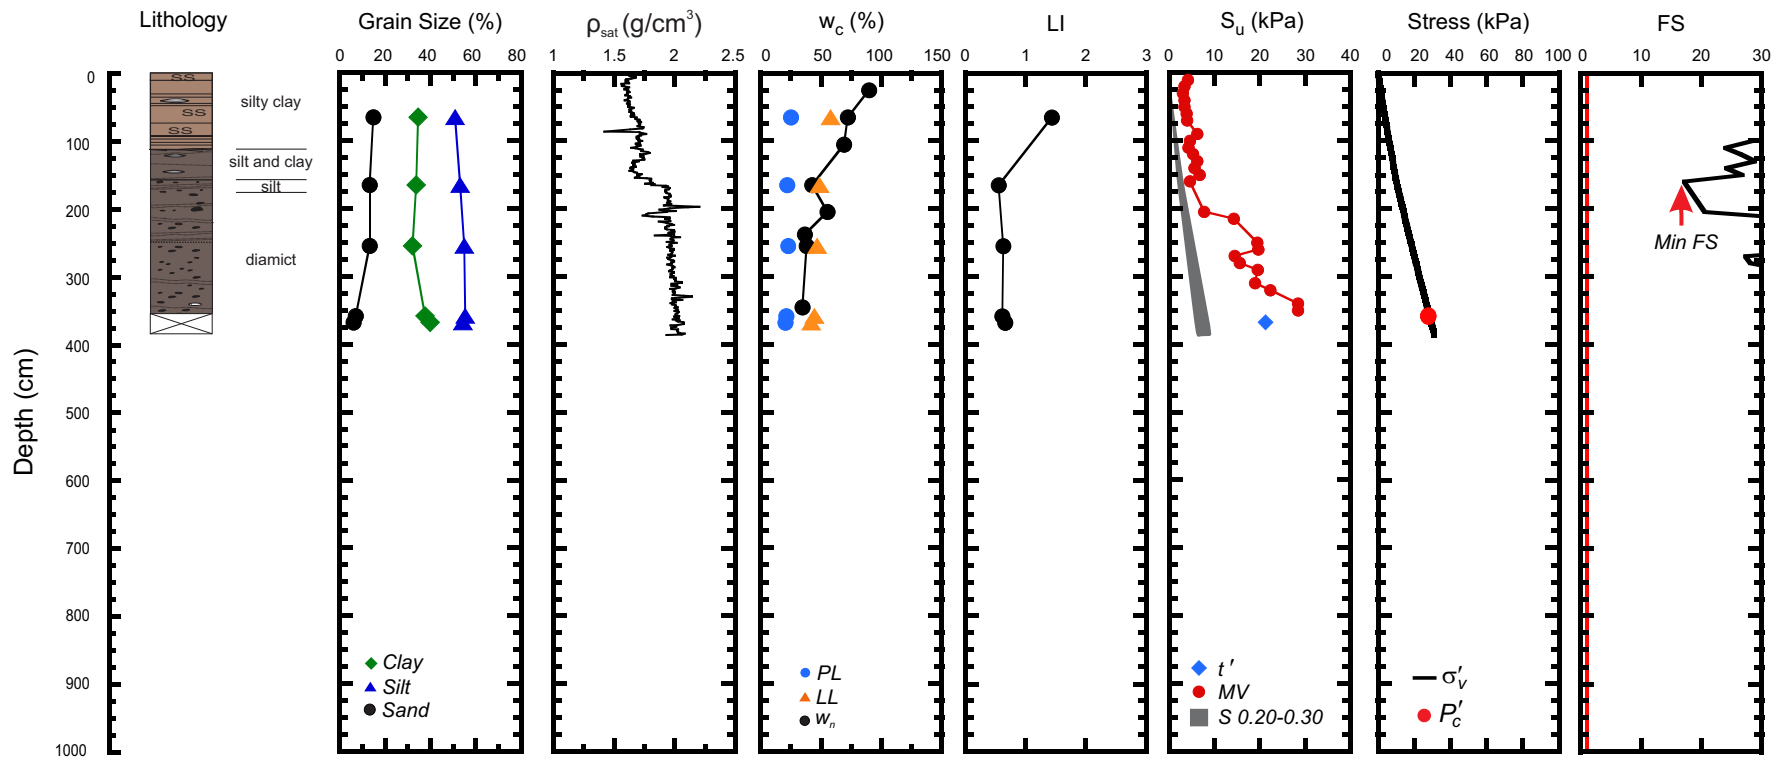 Lithology
Grain Size (%)
ρsat (g/cm³)
wc (%)
LI
Su (kPa)
Stress (kPa)
FS
0 20 40 60 80
1 1.5 2 2.5
0 50 100 150
0 1 2 3
0 10 20 30 40
0 20 40 60 80 100
0 10 20 30
Depth (cm)
0
100
200
300
400
500
600
700
800
900
1000
SS
SS
SS
silty clay
silt and clay
silt
diamict
Clay
Silt
Sand
PL
LL
wn
t′
MV
S 0.20-0.30
σ′v
P′c
Min FS